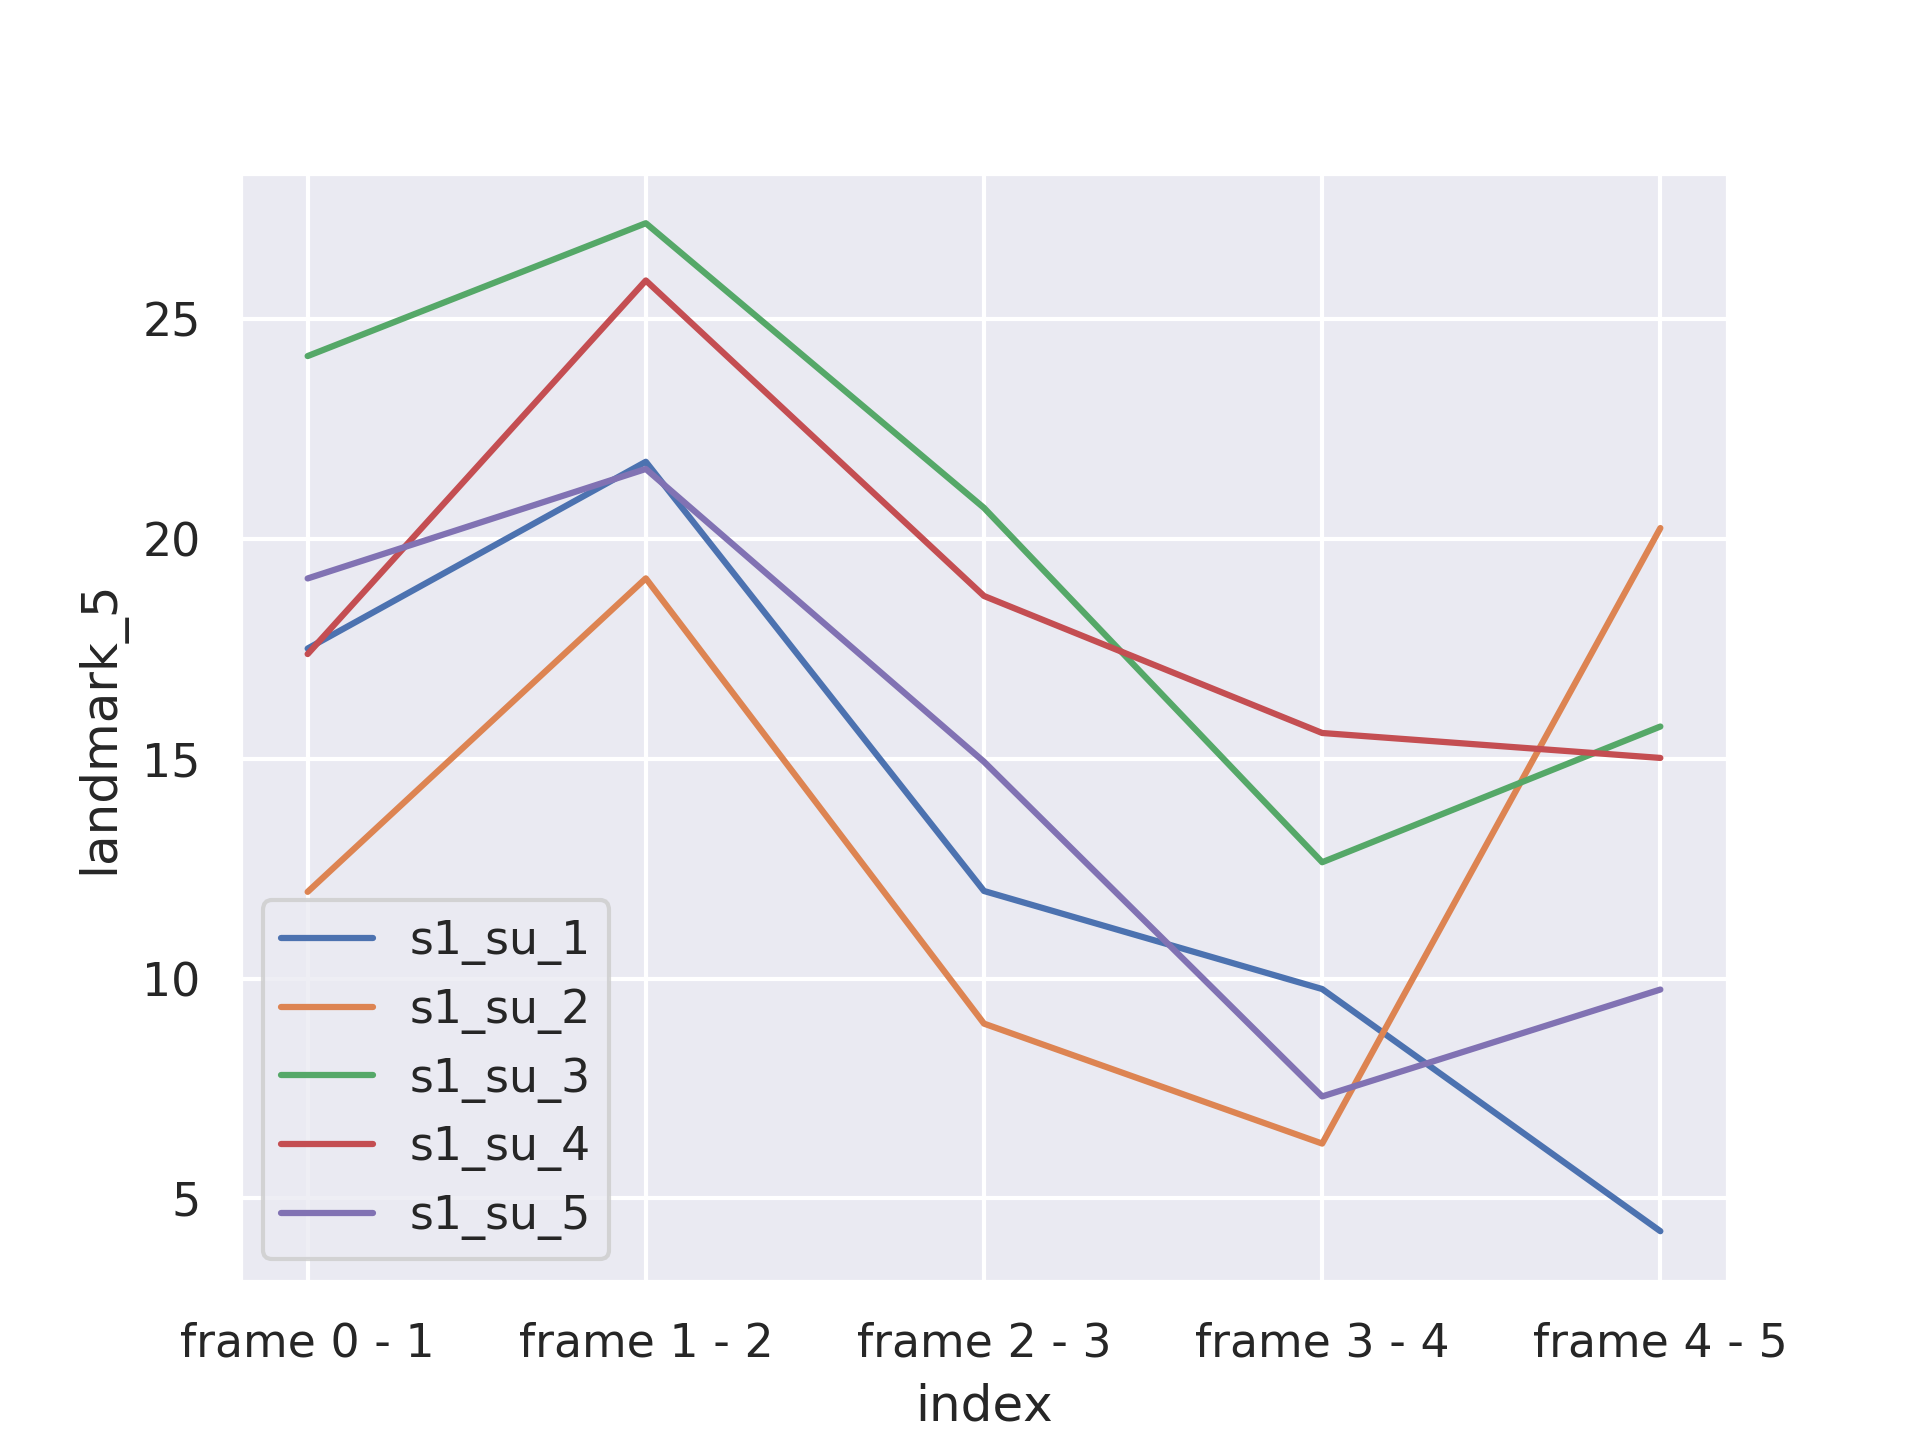 25
20
15
10
5
landmark_5
s1_su_1
s1_su_2
s1_su_3
s1_su_4
s1_su_5
frame 0 - 1 frame 1 - 2 frame 2 - 3 frame 3 - 4 frame 4 - 5
index